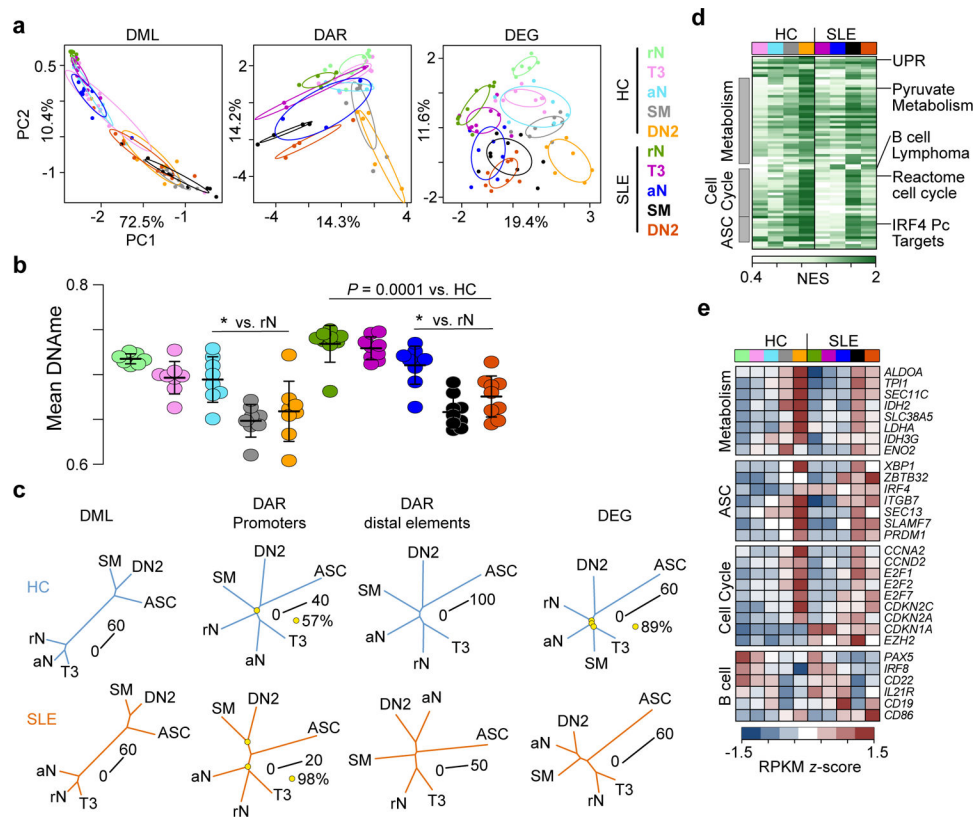 a
DML
DAR
DEG
0.5
-1
PC2
10.4%
-2
-1
72.5%
PC1
2
-4
14.2%
-4
0
4
14.3%
2
-2
11.6%
-2
0
3
19.4%
HC
rN
T3
aN
SM
DN2
SLE
rN
T3
aN
SM
DN2
b
0.8
0.6
Mean DNAme
* vs. rN
P = 0.0001 vs. HC
* vs. rN
c
DML
DAR
Promoters
DAR
distal elements
DEG
HC
SM
DN2
ASC
rN
aN
T3
0
60
DN2
SM
ASC
rN
aN
T3
0
40
57%
DN2
SM
ASC
aN
T3
rN
0
100
DN2
rN
ASC
aN
T3
SM
0
60
89%
SLE
SM
DN2
ASC
aN
rN
T3
0
60
SM
DN2
ASC
aN
rN
T3
0
20
98%
aN
DN2
SM
ASC
T3
rN
0
50
aN
DN2
SM
ASC
rN
T3
0
60
d
HC
SLE
Metabolism
Cell
Cycle
ASC
UPR
Pyruvate
Metabolism
B cell
Lymphoma
Reactome
cell cycle
IRF4 Pc
Targets
0.4
NES
2
e
HC
SLE
Metabolism
ALDOA
TPI1
SEC11C
IDH2
SLC38A5
LDHA
IDH3G
ENO2
ASC
XBP1
ZBTB32
IRF4
ITGB7
SEC13
SLAMF7
PRDM1
Cell Cycle
CCNA2
CCND2
E2F1
E2F2
E2F7
CDKN2C
CDKN2A
CDKN1A
EZH2
B cell
PAX5
IRF8
CD22
IL21R
CD19
CD86
-1.5
1.5
RPKM z-score